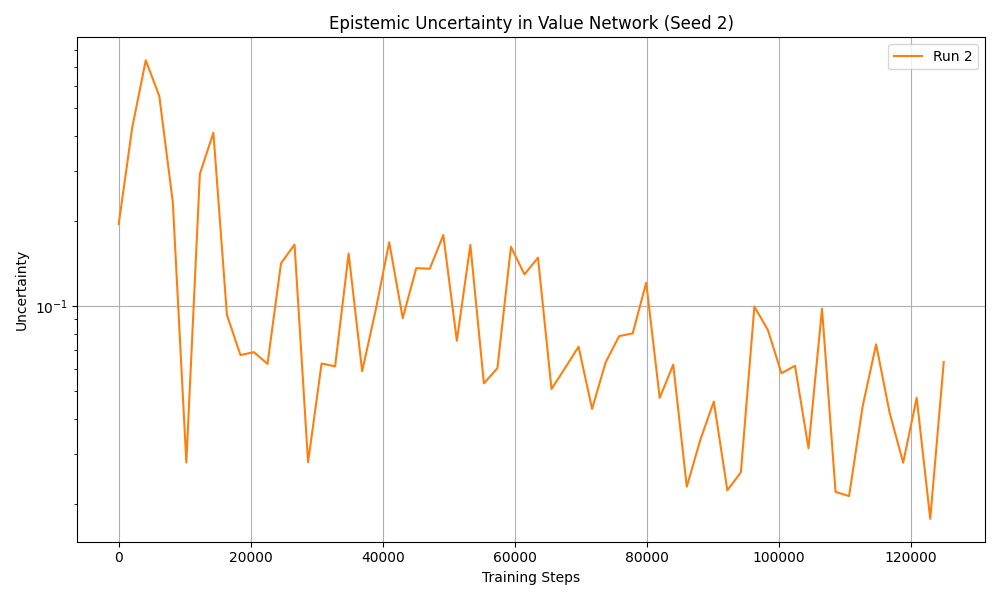 Epistemic Uncertainty in Value Network (Seed 2)
Run 2
Uncertainty
10⁻¹
0 20000 40000 60000 80000 100000 120000
Training Steps